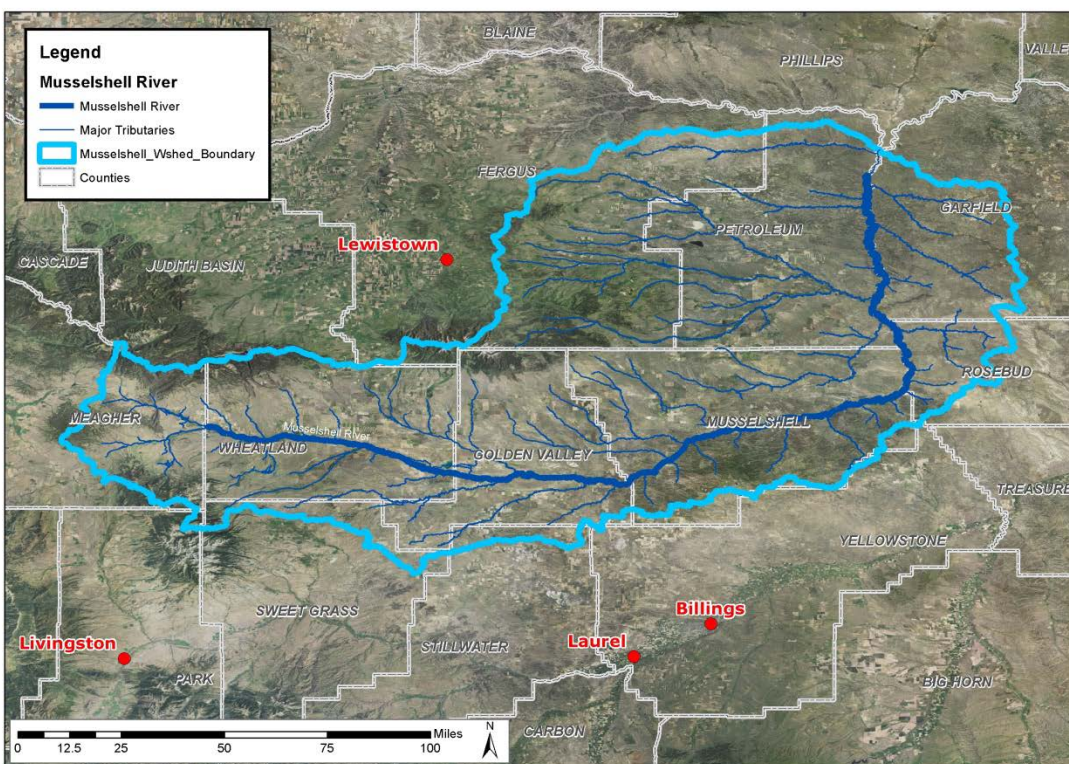 Legend
Musselshell River
Musselshell River
Major Tributaries
Musselshell_Wshed_Boundary
Counties
BLAINE
PHILLIPS
VALLE
FERGUS
GARFIELD
PETROLEUM
Lewistown
CASCADE
JUDITH BASIN
ROSEBUD
MEAGHER
MUSSELSHELL
Musselshell River
WHEATLAND
GOLDEN VALLEY
TREASURE
YELLOWSTONE
SWEET GRASS
Billings
Livingston
STILLWATER
Laurel
PARK
BIG HORN
CARBON
N
Miles
0 12.5 25 50 75 100